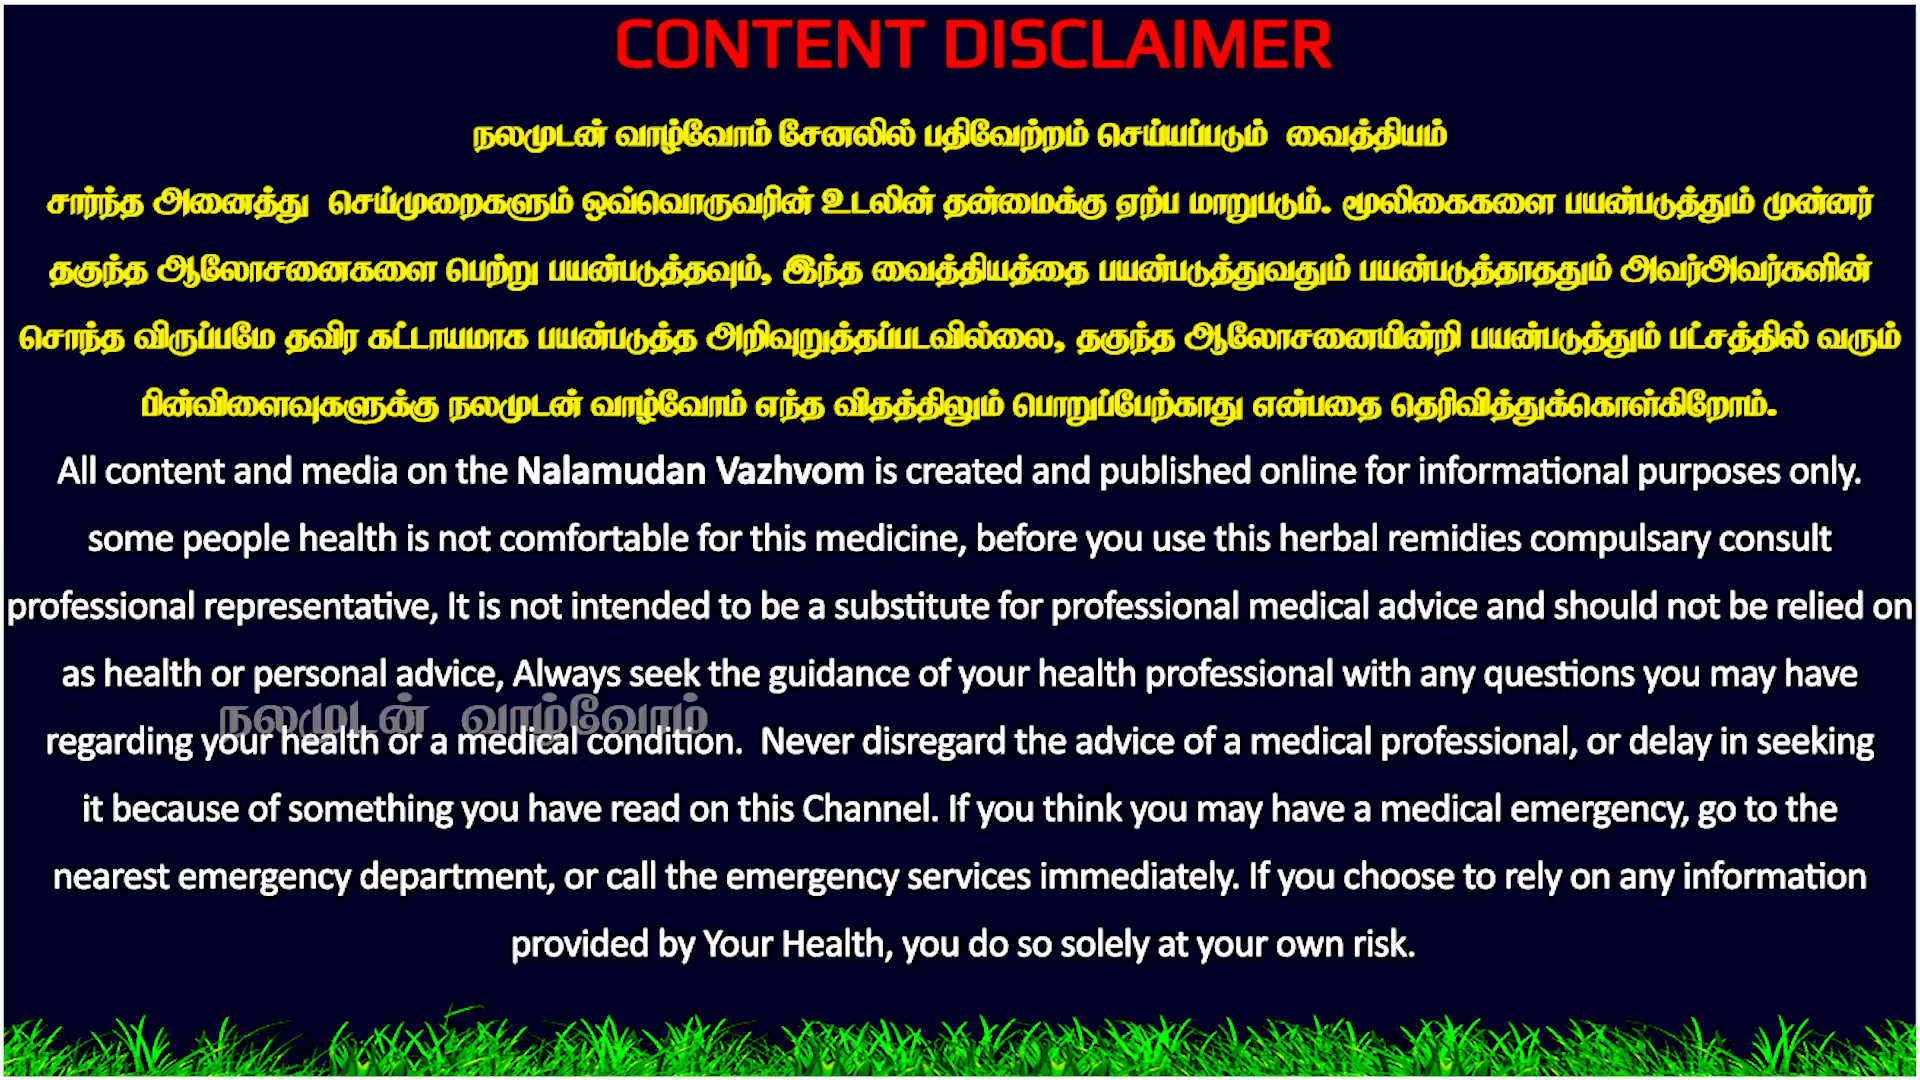 CONTENT DISCLAIMER
நலமுடன் வாழ்வோம் சேனலில் பதிவேற்றம் செய்யப்படும் வைத்தியம்
சார்ந்த அனைத்து செய்முறைகளும் ஒவ்வொருவரின் உடலின் தன்மைக்கு ஏற்ப மாறுபடும். மூலிகைகளை பயன்படுத்தும் முன்னர்
தகுந்த ஆலோசனைகளை பெற்று பயன்படுத்தவும், இந்த வைத்தியத்தை பயன்படுத்துவதும் பயன்படுத்தாததும் அவர்அவர்களின்
சொந்த விருப்பமே தவிர கட்டாயமாக பயன்படுத்த அறிவுறுத்தப்படவில்லை, தகுந்த ஆலோசனையின்றி பயன்படுத்தும் பட்சத்தில் வரும்
பின்விளைவுகளுக்கு நலமுடன் வாழ்வோம் எந்த விதத்திலும் பொறுப்பேற்காது என்பதை தெரிவித்துக்கொள்கிறோம்.
All content and media on the Nalamudan Vazhvom is created and published online for informational purposes only.
some people health is not comfortable for this medicine, before you use this herbal remidies compulsary consult
professional representative, It is not intended to be a substitute for professional medical advice and should not be relied on
as health or personal advice, Always seek the guidance of your health professional with any questions you may have
நலமுடன் வாழ்வோம்
regarding your health or a medical condition.  Never disregard the advice of a medical professional, or delay in seeking
it because of something you have read on this Channel. If you think you may have a medical emergency, go to the
nearest emergency department, or call the emergency services immediately. If you choose to rely on any information
provided by Your Health, you do so solely at your own risk.